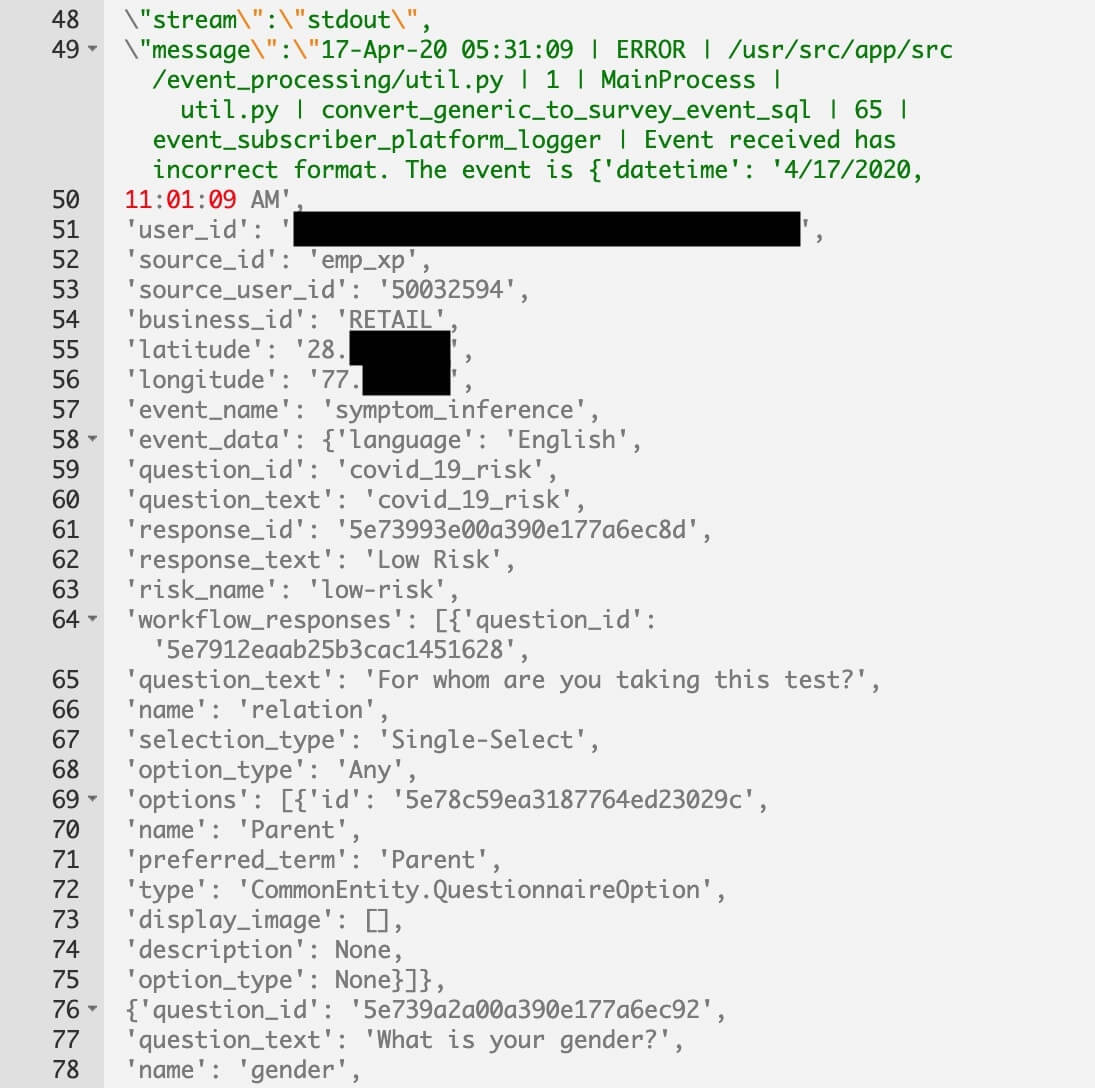 48 \"stream\":\"stdout\",
49 \"message\":\"17-Apr-20 05:31:09 | ERROR | /usr/src/app/src
/event_processing/util.py | 1 | MainProcess |
util.py | convert_generic_to_survey_event_sql | 65 |
event_subscriber_platform_logger | Event received has
incorrect format. The event is {'datetime': '4/17/2020,
50 11:01:09 AM',
51 'user_id': '',
52 'source_id': 'emp_xp',
53 'source_user_id': '50032594',
54 'business_id': 'RETAIL',
55 'latitude': '28.',
56 'longitude': '77.',
57 'event_name': 'symptom_inference',
58 'event_data': {'language': 'English',
59 'question_id': 'covid_19_risk',
60 'question_text': 'covid_19_risk',
61 'response_id': '5e73993e00a390e177a6ec8d',
62 'response_text': 'Low Risk',
63 'risk_name': 'low-risk',
64 'workflow_responses': [{'question_id':
'5e7912eaab25b3cac1451628',
65 'question_text': 'For whom are you taking this test?',
66 'name': 'relation',
67 'selection_type': 'Single-Select',
68 'option_type': 'Any',
69 'options': [{'id': '5e78c59ea3187764ed23029c',
70 'name': 'Parent',
71 'preferred_term': 'Parent',
72 'type': 'CommonEntity.QuestionnaireOption',
73 'display_image': [],
74 'description': None,
75 'option_type': None}]},
76 {'question_id': '5e739a2a00a390e177a6ec92',
77 'question_text': 'What is your gender?',
78 'name': 'gender',